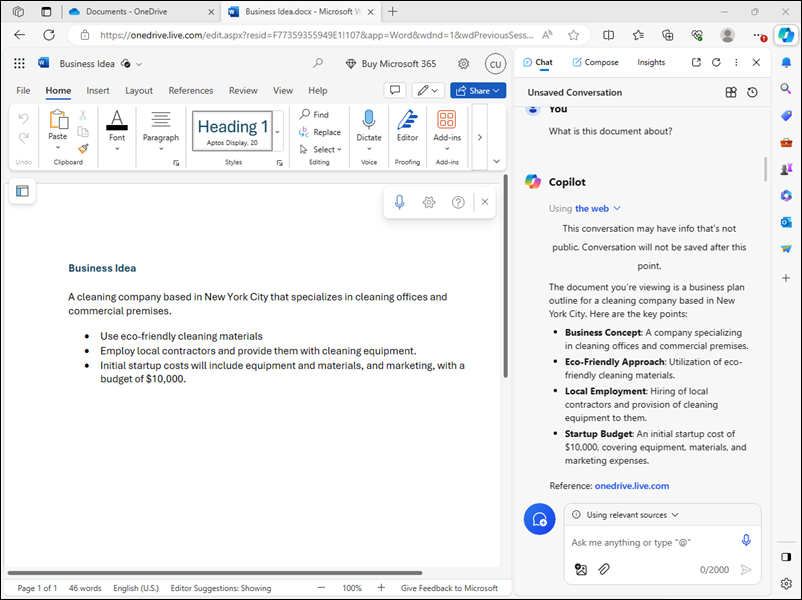 Documents - OneDrive
Business Idea.docx - Microsoft W
https://onedrive.live.com/edit.aspx?resid=F77359355949E1!107&app=Word&wdnd=1&wdPreviousSess...
Business Idea
Buy Microsoft 365
CU
File Home Insert Layout References Review View Help
Share
Undo
Paste
Clipboard
Font
Paragraph
Heading 1
Aptos Display, 20
Styles
Find
Replace
Select
Editing
Dictate
Voice
Editor
Proofing
Add-ins
Add-ins
Business Idea
A cleaning company based in New York City that specializes in cleaning offices and
commercial premises.
• Use eco-friendly cleaning materials
• Employ local contractors and provide them with cleaning equipment.
• Initial startup costs will include equipment and materials, and marketing, with a
budget of $10,000.
Page 1 of 1 46 words English (U.S.) Editor Suggestions: Showing 100% Give Feedback to Microsoft
Chat Compose Insights
Unsaved Conversation
You
What is this document about?
Copilot
Using the web
This conversation may have info that's not
public. Conversation will not be saved after this
point.
The document you're viewing is a business plan
outline for a cleaning company based in New
York City. Here are the key points:
• Business Concept: A company specializing
in cleaning offices and commercial premises.
• Eco-Friendly Approach: Utilization of eco-
friendly cleaning materials.
• Local Employment: Hiring of local
contractors and provision of cleaning
equipment to them.
• Startup Budget: An initial startup cost of
$10,000, covering equipment, materials, and
marketing expenses.
Reference: onedrive.live.com
Using relevant sources
Ask me anything or type "@"
0/2000